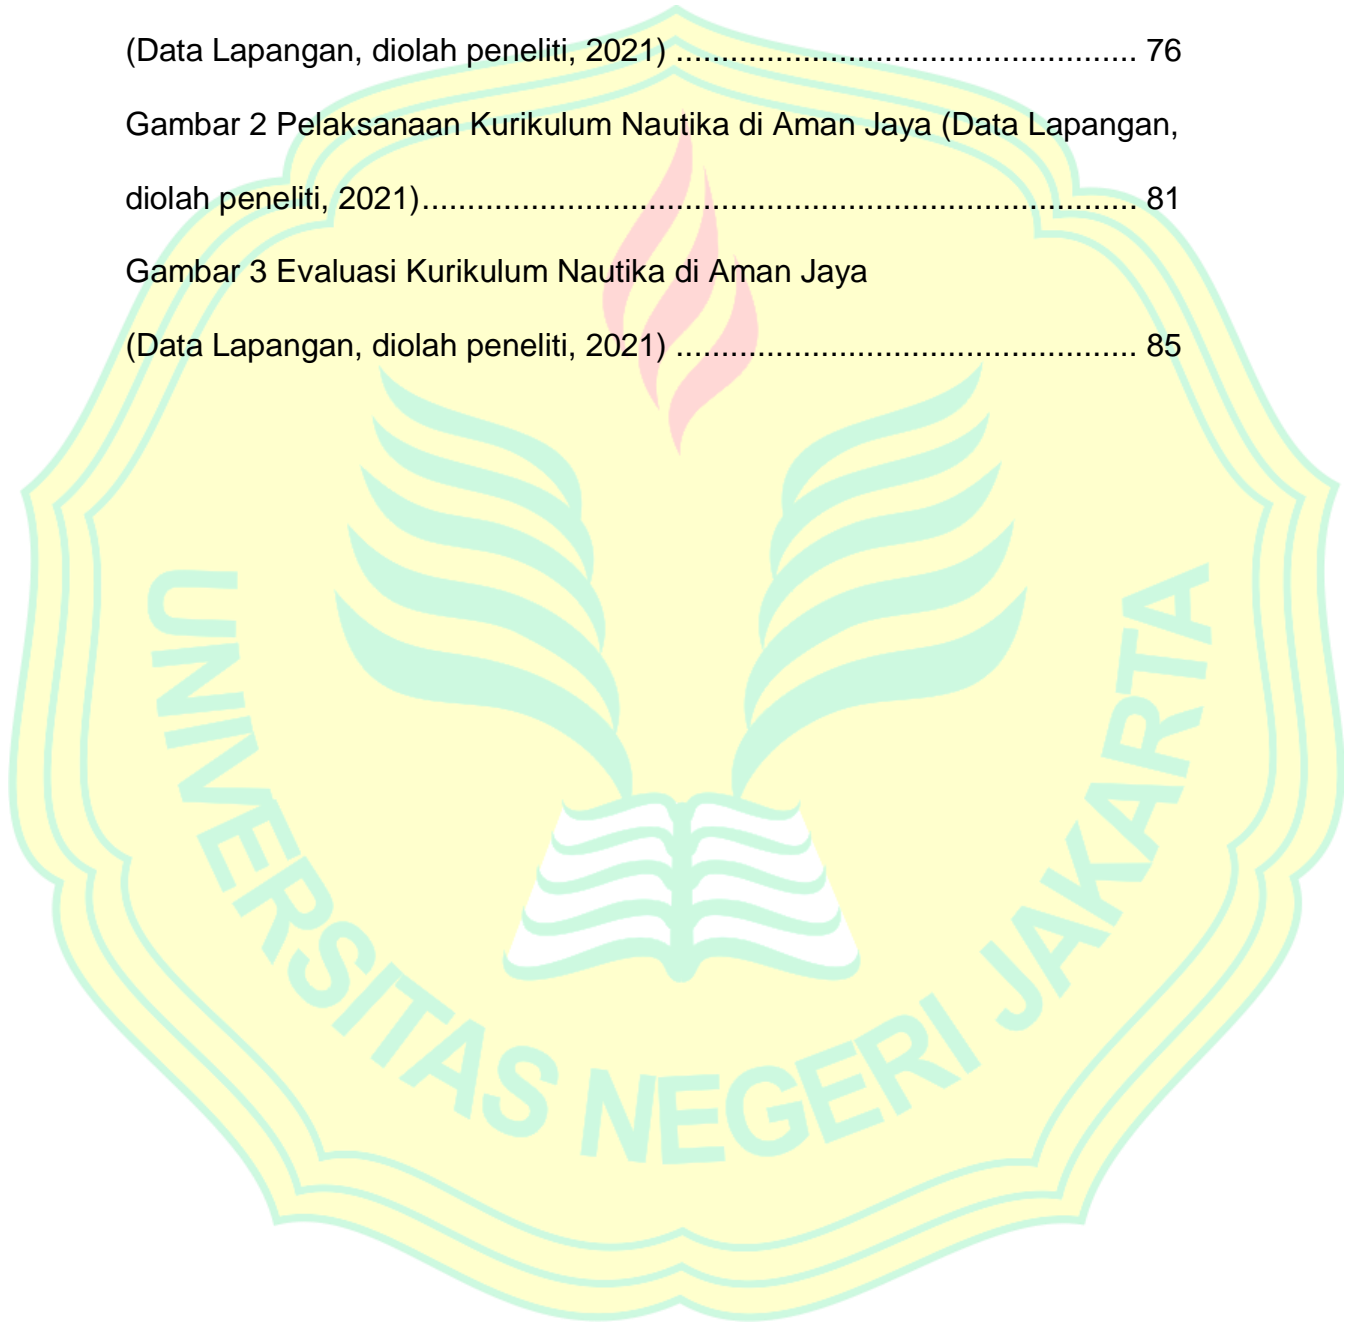 (Data Lapangan, diolah peneliti, 2021) ................................................... 76
Gambar 2 Pelaksanaan Kurikulum Nautika di Aman Jaya (Data Lapangan,
diolah peneliti, 2021)............................................................................... 81
Gambar 3 Evaluasi Kurikulum Nautika di Aman Jaya
(Data Lapangan, diolah peneliti, 2021) ................................................... 85
UNIVERSITAS NEGERI JAKARTA